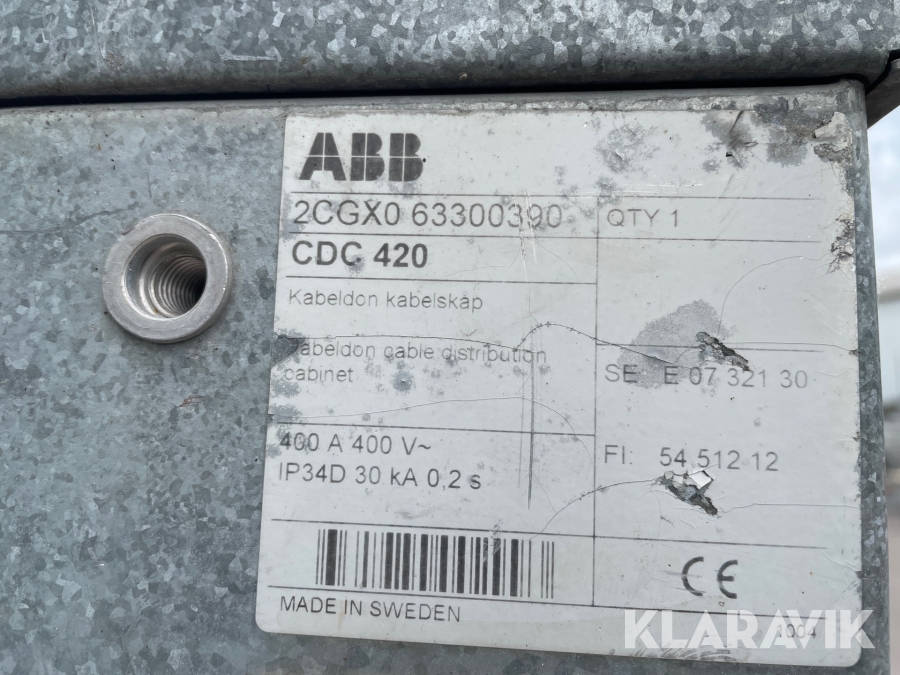 ABB
2CGX0 63300390
QTY 1
CDC 420
Kabeldon kabelskåp
Kabeldon cable distribution
cabinet
SE E 07 321 30
400 A 400 V~
IP34D 30 kA 0,2 s
FI: 54 512 12
CE
MADE IN SWEDEN
1004
KLARAVIK